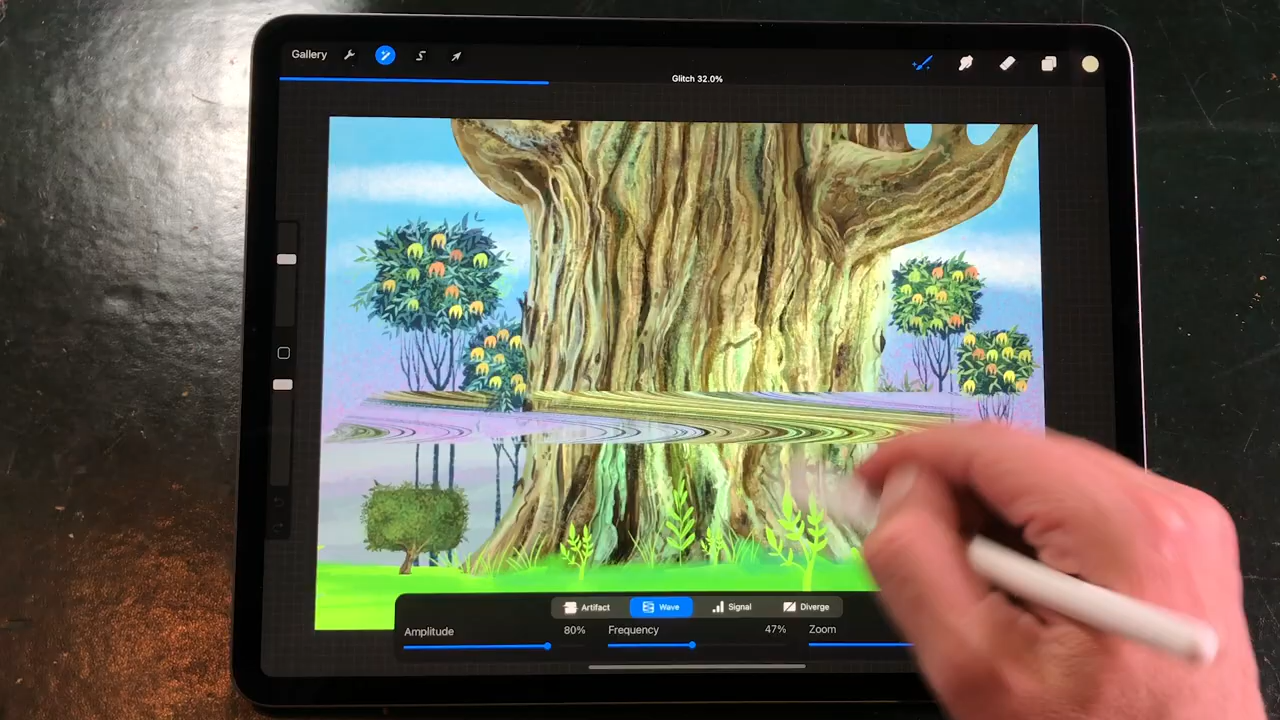 Gallery
Glitch 32.0%
Artifact Wave Signal Diverge
Amplitude 80% Frequency 47% Zoom